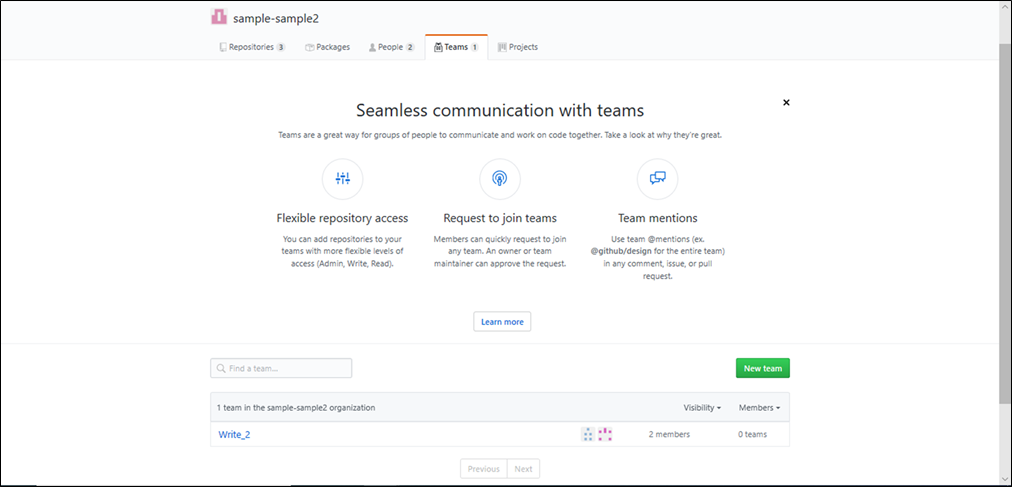 sample-sample2
Repositories 3 Packages People 2 Teams 1 Projects
Seamless communication with teams
Teams are a great way for groups of people to communicate and work on code together. Take a look at why they're great.
Flexible repository access
You can add repositories to your
teams with more flexible levels of
access (Admin, Write, Read).
Request to join teams
Members can quickly request to join
any team. An owner or team
maintainer can approve the request.
Team mentions
Use team @mentions (ex.
@github/design for the entire team)
in any comment, issue, or pull
request.
Learn more
Find a team...
New team
1 team in the sample-sample2 organization Visibility Members
Write_2 2 members 0 teams
Previous Next